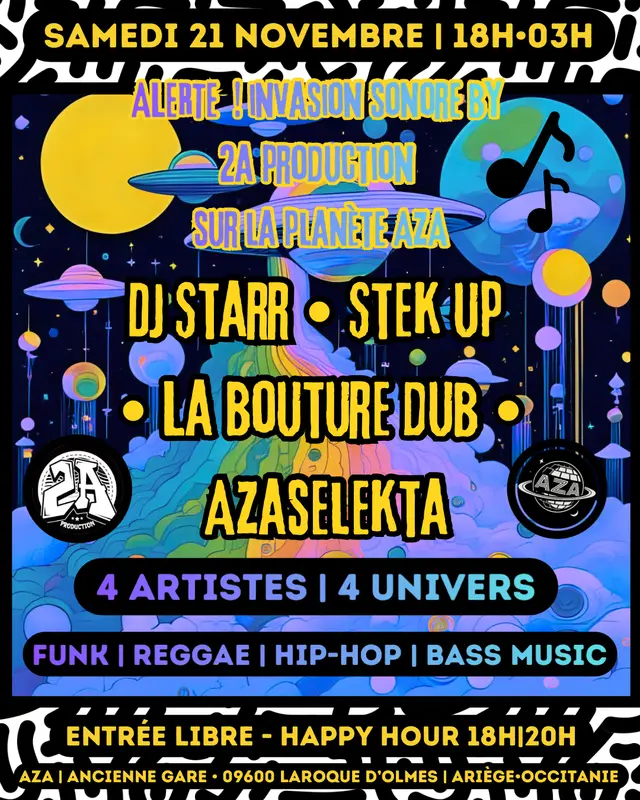 SAMEDI 21 NOVEMBRE | 18H•03H
ALERTE ! INVASION SONORE BY
2A PRODUCTION
SUR LA PLANÈTE AZA
DJ STARR • STEK UP
• LA BOUTURE DUB •
AZASELEKTA
2A
PRODUCTION
AZA
4 ARTISTES | 4 UNIVERS
FUNK | REGGAE | HIP-HOP | BASS MUSIC
ENTRÉE LIBRE - HAPPY HOUR 18H|20H
AZA | ANCIENNE GARE • 09600 LAROQUE D'OLMES | ARIÈGE•OCCITANIE